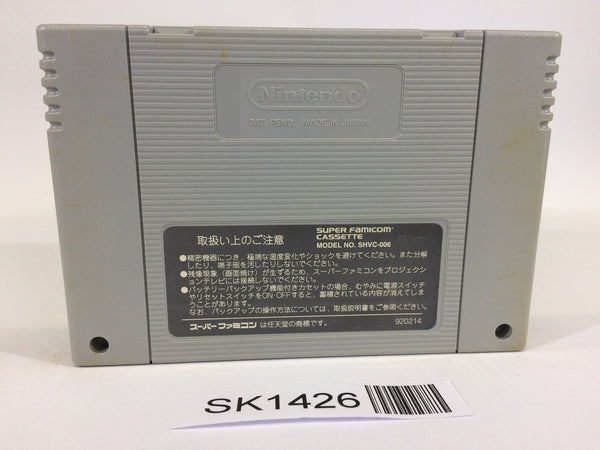 Nintendo
PAT. PEND. MADE IN JAPAN
取扱い上のご注意
SUPER FAMICOM
CASSETTE
MODEL NO. SHVC-006
●精密機器につき、極端な温度変化やショックを避けてください。また分解
したり、端子部を汚したりしないでください。
●残像現象（画面焼け）が生ずるため、スーパーファミコンをプロジェクシ
ョンテレビには接続しないでください。
●バッテリーバックアップ機能付きカセットの場合、むやみに電源スイッチ
やリセットスイッチをON・OFFすると、蓄積されている内容が消えてしま
うことがあります。
なお、バックアップの操作方法については、取扱説明書をご参照ください。
スーパーファミコン は任天堂の商標です。
920214
SK1426